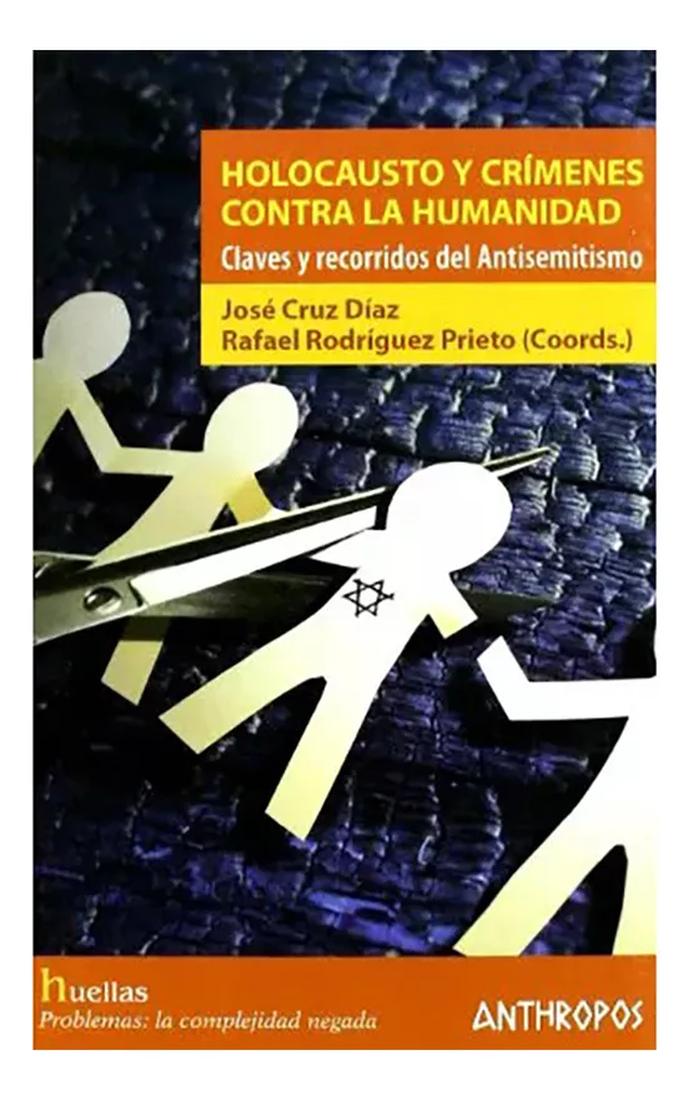 HOLOCAUSTO Y CRÍMENES
CONTRA LA HUMANIDAD
Claves y recorridos del Antisemitismo
José Cruz Díaz
Rafael Rodríguez Prieto (Coords.)
huellas
Problemas: la complejidad negada
ANTHROPOS